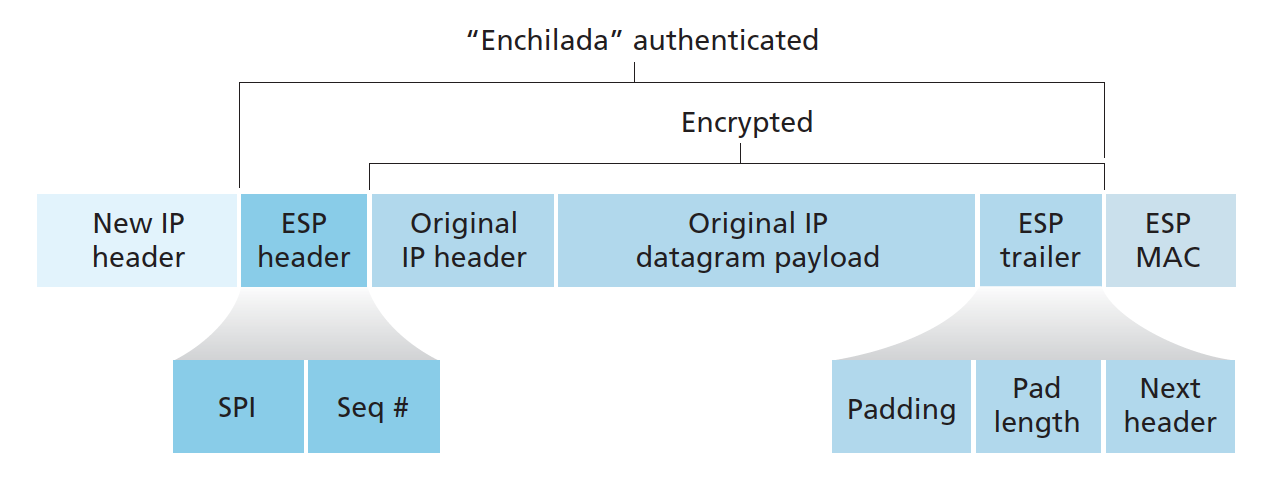 “Enchilada” authenticated
Encrypted
New IP
header
ESP
header
Original
IP header
Original IP
datagram payload
ESP
trailer
ESP
MAC
SPI
Seq #
Padding
Pad
length
Next
header